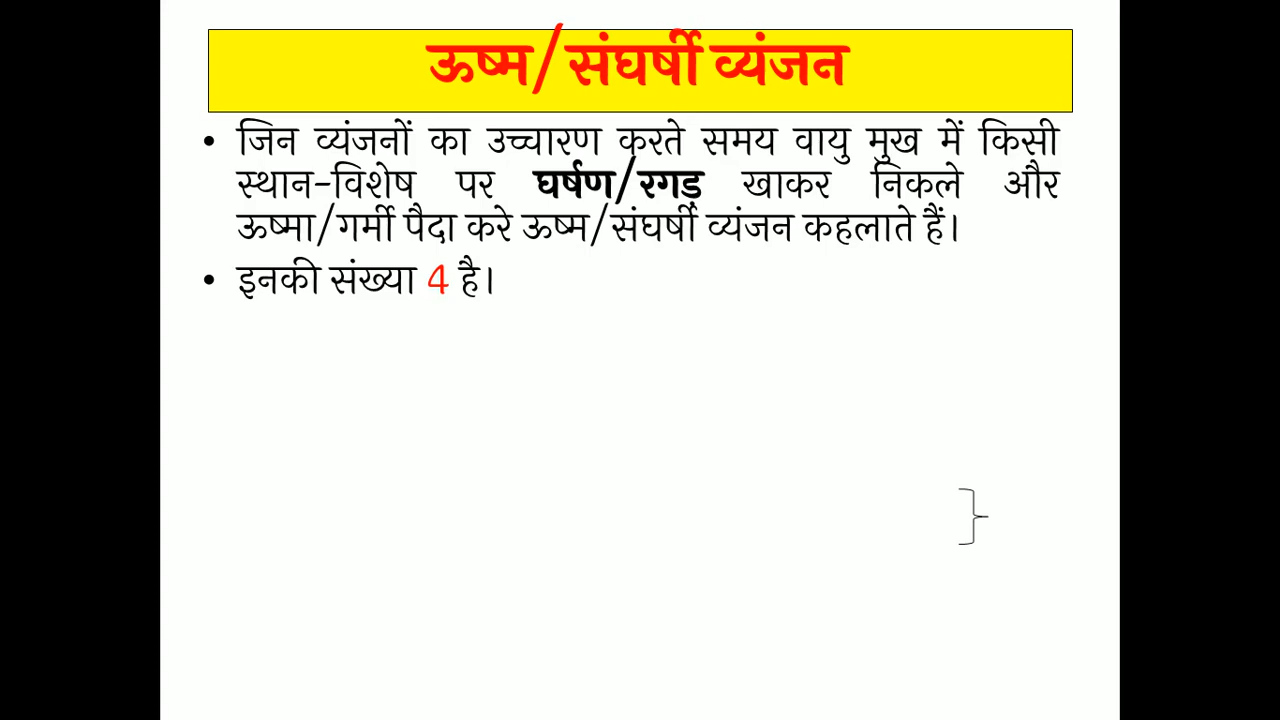 ऊष्म/संघर्षी व्यंजन
• जिन व्यंजनों का उच्चारण करते समय वायु मुख में किसी
स्थान-विशेष पर घर्षण/रगड़ खाकर निकले और
ऊष्मा/गर्मी पैदा करे ऊष्म/संघर्षी व्यंजन कहलाते हैं।
• इनकी संख्या 4 है।